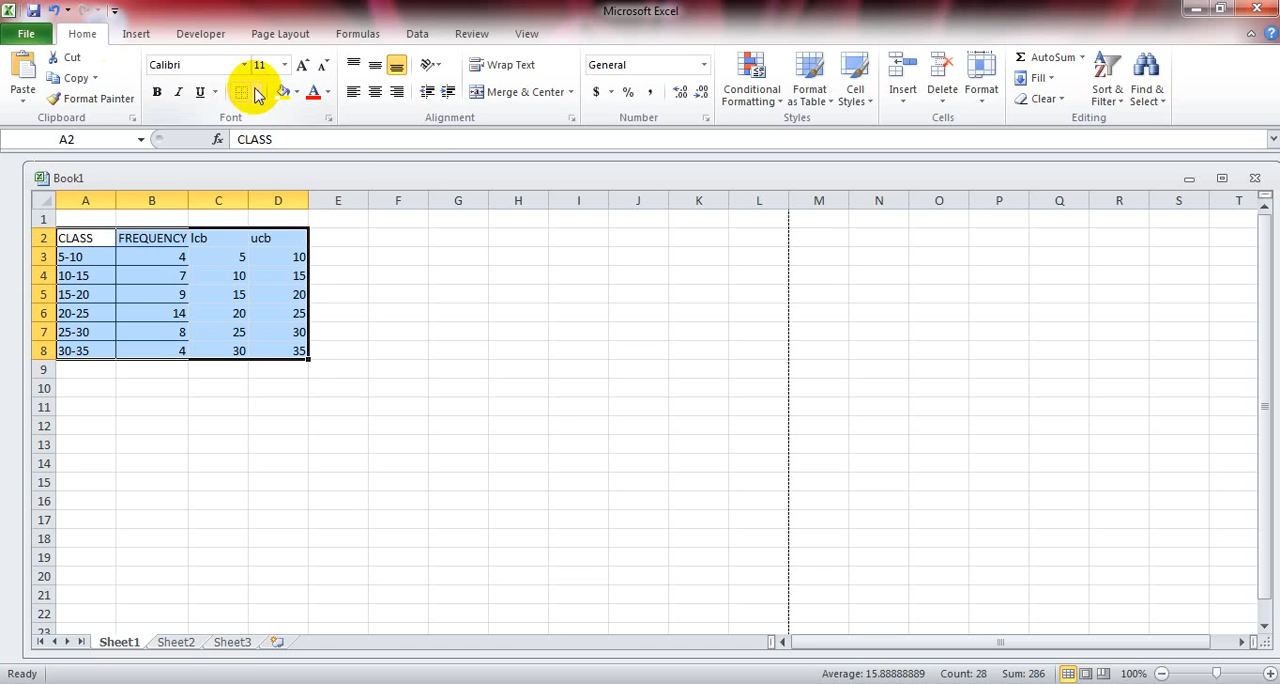 Microsoft Excel
File Home Insert Developer Page Layout Formulas Data Review View
Paste Cut Copy Format Painter Clipboard
Calibri 11 A A B I U A Font
Wrap Text Merge & Center Alignment
General $ % , Number
Conditional Formatting Format as Table Cell Styles Styles
Insert Delete Format Cells
Σ AutoSum Fill Clear Sort & Filter Find & Select Editing
A2 fx CLASS
Book1
A B C D E F G H I J K L M N O P Q R S T
1
2 CLASS FREQUENCY lcb ucb
3 5-10 4 5 10
4 10-15 7 10 15
5 15-20 9 15 20
6 20-25 14 20 25
7 25-30 8 25 30
8 30-35 4 30 35
9
10
11
12
13
14
15
16
17
18
19
20
21
22
23
Sheet1 Sheet2 Sheet3
Ready Average: 15.88888889 Count: 28 Sum: 286 100%